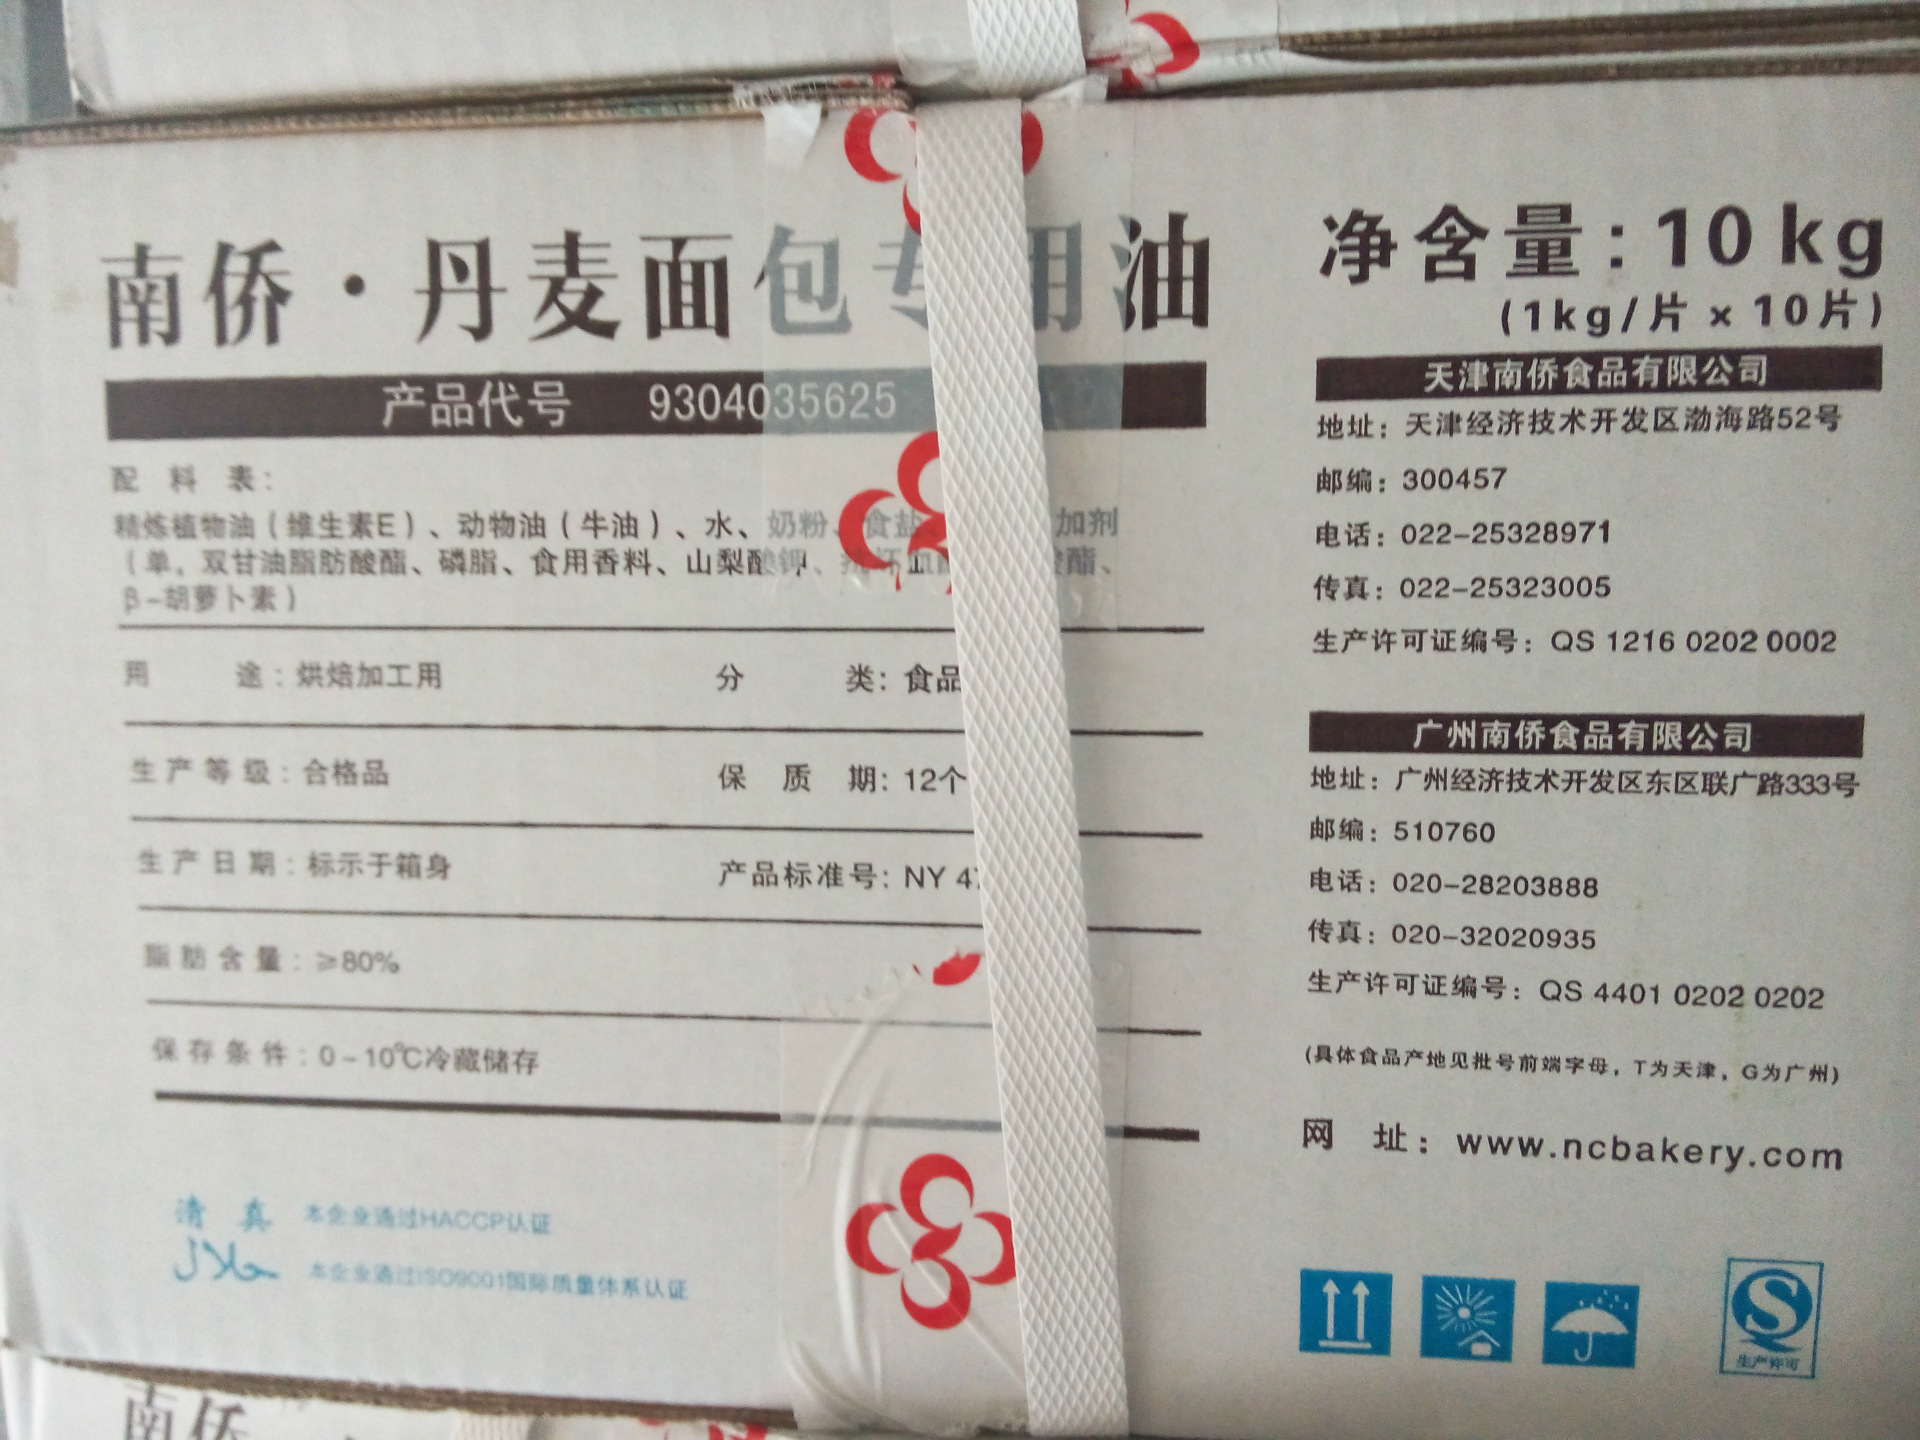 南侨·丹麦面包专用油
产品代号 9304035625
配料表:
精炼植物油(维生素E)、动物油(牛油)、水、奶粉、食盐、加剂
(单,双甘油脂肪酸酯、磷脂、食用香料、山梨酸钾、抗坏血酸酯、
β-胡萝卜素)
用途:烘焙加工用 分类:食品
生产等级:合格品 保质期:12个
生产日期:标示于箱身 产品标准号:NY 47
脂肪含量:≥80%
保存条件:0~10℃冷藏储存
清真 本企业通过HACCP认证
حلال 本企业通过ISO9001国际质量体系认证
净含量:10kg
(1kg/片x10片)
天津南侨食品有限公司
地址:天津经济技术开发区渤海路52号
邮编:300457
电话:022-25328971
传真:022-25323005
生产许可证编号:QS 1216 0202 0002
广州南侨食品有限公司
地址:广州经济技术开发区东区联广路333号
邮编:510760
电话:020-28203888
传真:020-32020935
生产许可证编号:QS 4401 0202 0202
(具体食品产地见批号前端字母,T为天津,G为广州)
网址:www.ncbakery.com
生产许可
南侨